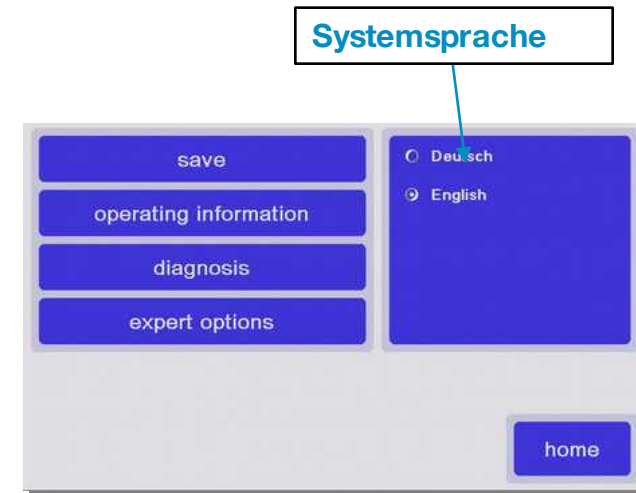 Systemsprache
save
operating information
diagnosis
expert options
Deutsch
English
home